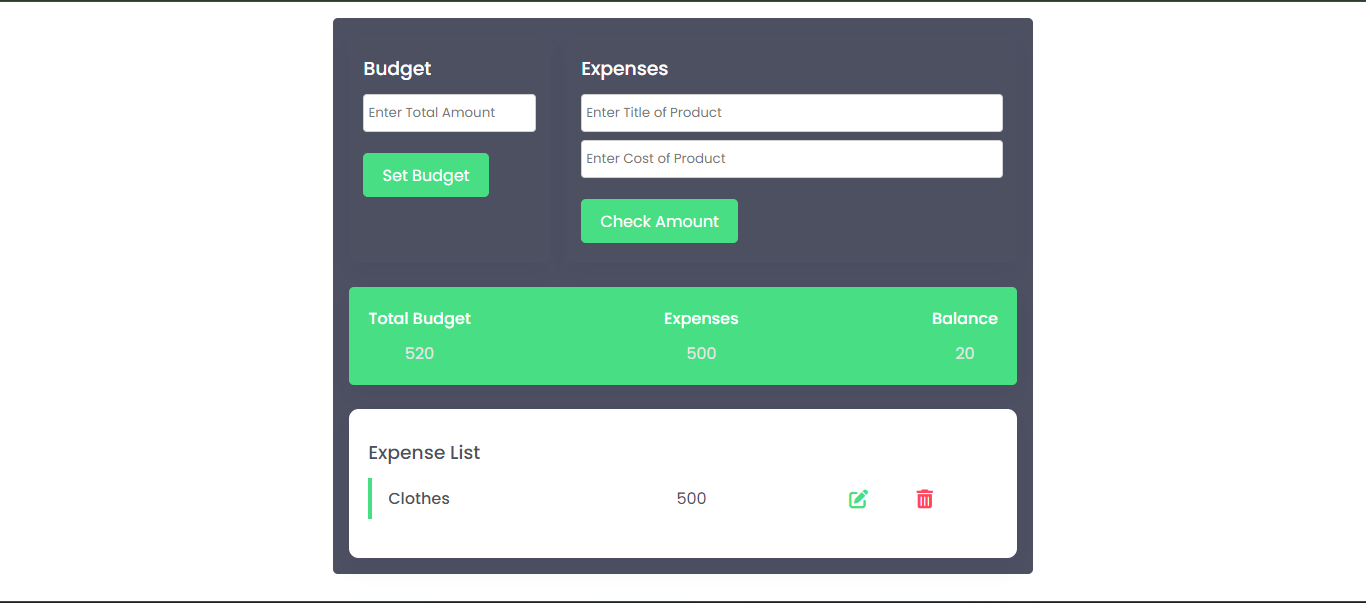 Budget
Enter Total Amount
Set Budget
Expenses
Enter Title of Product
Enter Cost of Product
Check Amount
Total Budget Expenses Balance
520 500 20
Expense List
Clothes 500